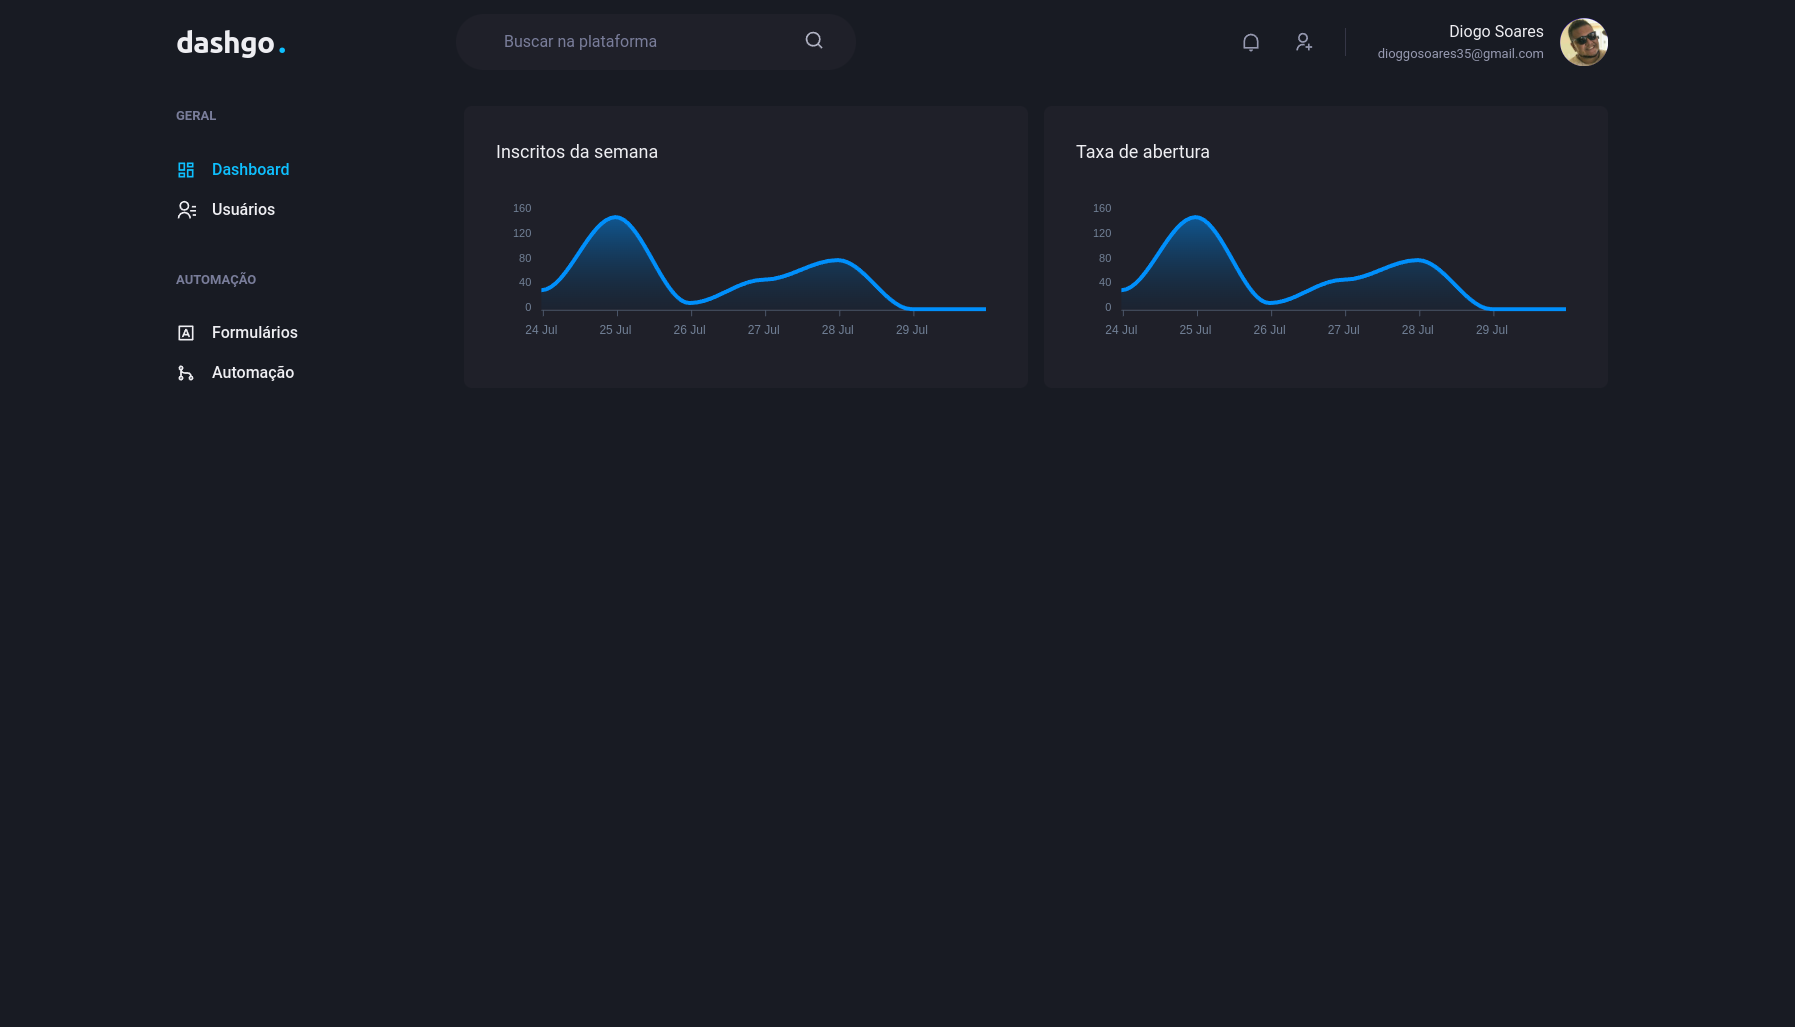 dashgo.
Buscar na plataforma
Diogo Soares
dioggosoares35@gmail.com
GERAL
Dashboard
Usuários
AUTOMAÇÃO
Formulários
Automação
Inscritos da semana
160
120
80
40
0
24 Jul 25 Jul 26 Jul 27 Jul 28 Jul 29 Jul
Taxa de abertura
160
120
80
40
0
24 Jul 25 Jul 26 Jul 27 Jul 28 Jul 29 Jul